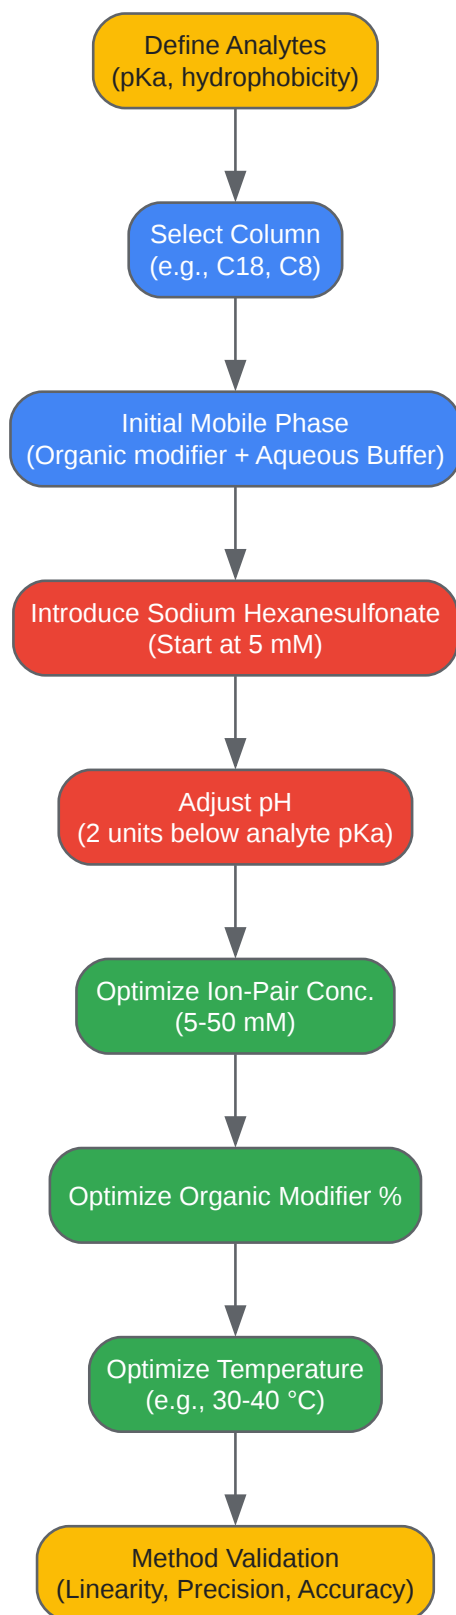 Define Analytes
(pKa, hydrophobicity)
Select Column
(e.g., C18, C8)
Initial Mobile Phase
(Organic modifier + Aqueous Buffer)
Introduce Sodium Hexanesulfonate
(Start at 5 mM)
Adjust pH
(2 units below analyte pKa)
Optimize Ion-Pair Conc.
(5-50 mM)
Optimize Organic Modifier %
Optimize Temperature
(e.g., 30-40 °C)
Method Validation
(Linearity, Precision, Accuracy)